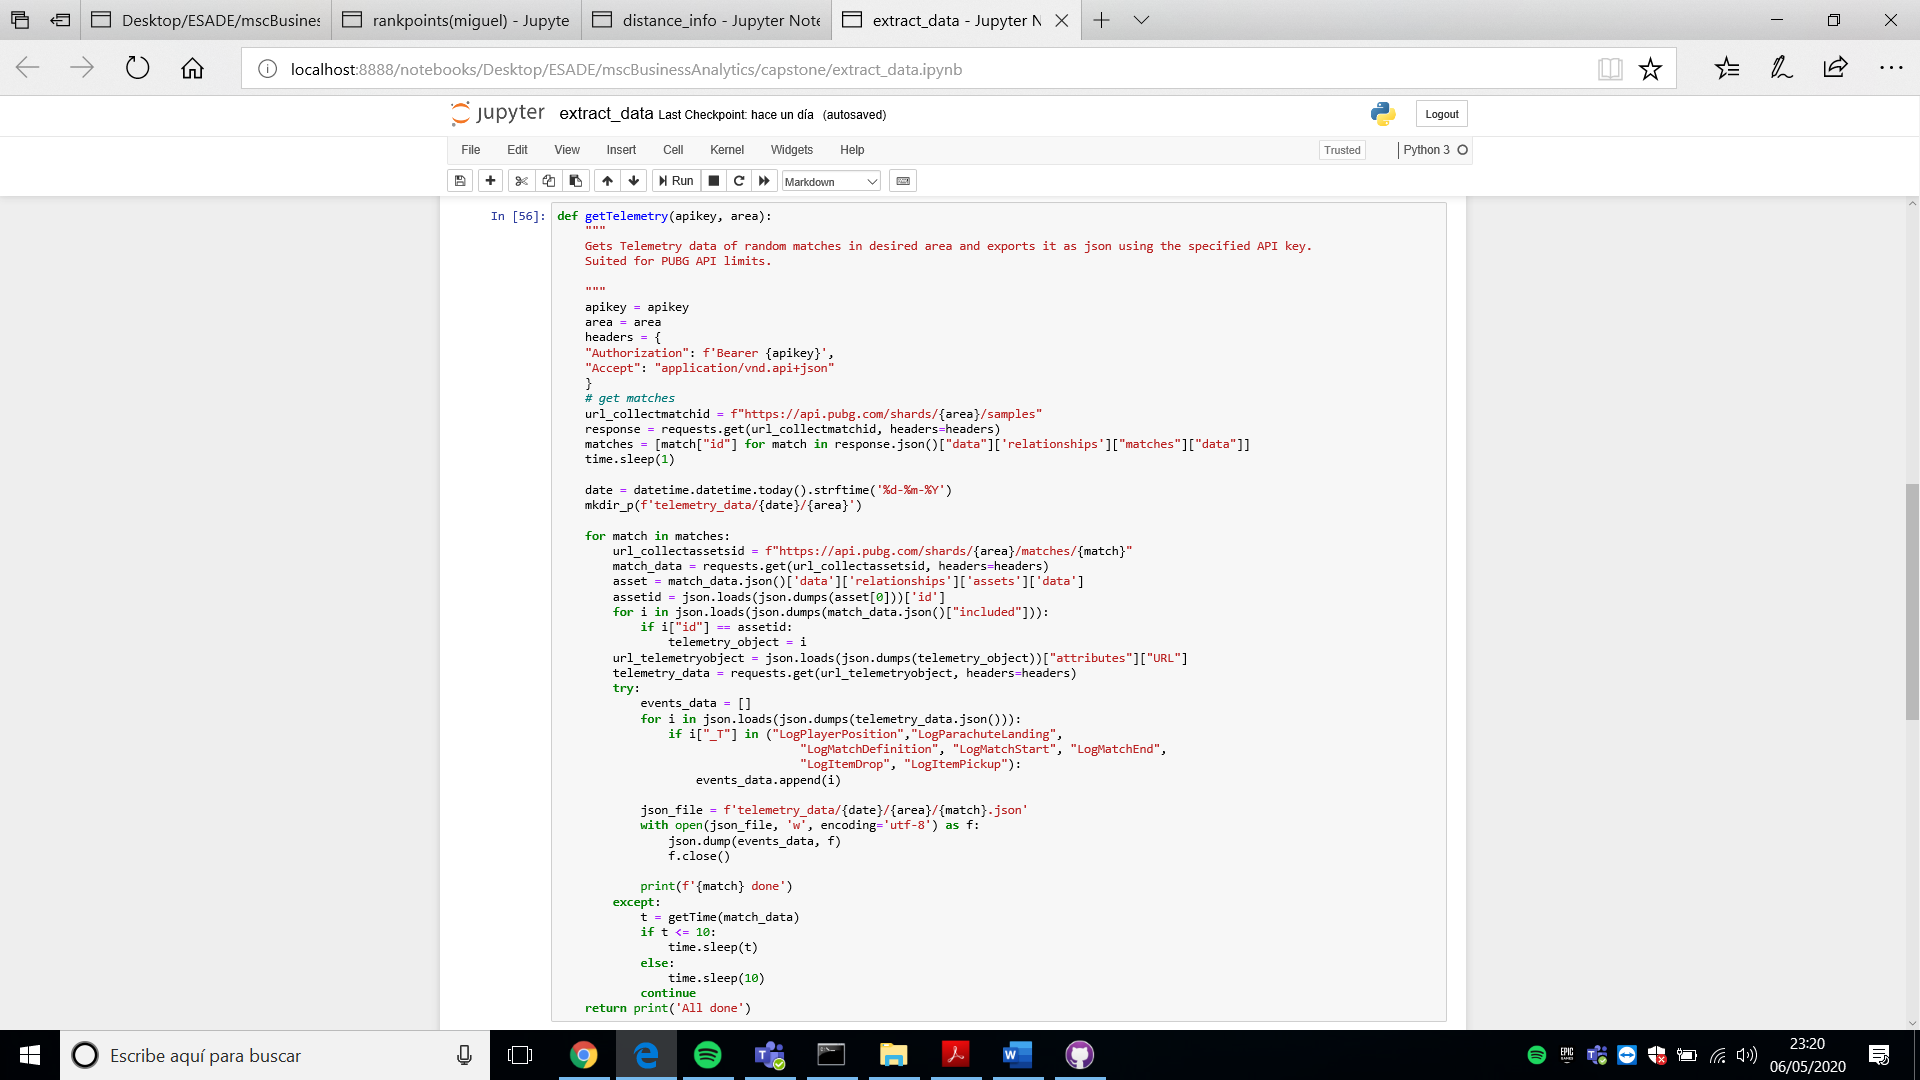 Desktop/ESADE/mscBusines
rankpoints(miguel) - Jupyte
distance_info - Jupyter Note
extract_data - Jupyter N
localhost:8888/notebooks/Desktop/ESADE/mscBusinessAnalytics/capstone/extract_data.ipynb
jupyter extract_data Last Checkpoint: hace un día (autosaved)
Logout
File Edit View Insert Cell Kernel Widgets Help
Trusted
Python 3
Run
Markdown
In [56]:
def getTelemetry(apikey, area):
    """
    Gets Telemetry data of random matches in desired area and exports it as json using the specified API key.
    Suited for PUBG API limits.

    """
    apikey = apikey
    area = area
    headers = {
    "Authorization": f'Bearer {apikey}',
    "Accept": "application/vnd.api+json"
    }
    # get matches
    url_collectmatchid = f"https://api.pubg.com/shards/{area}/samples"
    response = requests.get(url_collectmatchid, headers=headers)
    matches = [match["id"] for match in response.json()["data"]['relationships']["matches"]["data"]]
    time.sleep(1)

    date = datetime.datetime.today().strftime('%d-%m-%Y')
    mkdir_p(f'telemetry_data/{date}/{area}')

    for match in matches:
        url_collectassetsid = f"https://api.pubg.com/shards/{area}/matches/{match}"
        match_data = requests.get(url_collectassetsid, headers=headers)
        asset = match_data.json()['data']['relationships']['assets']['data']
        assetid = json.loads(json.dumps(asset[0]))['id']
        for i in json.loads(json.dumps(match_data.json()["included"])):
            if i["id"] == assetid:
                telemetry_object = i
        url_telemetryobject = json.loads(json.dumps(telemetry_object))["attributes"]["URL"]
        telemetry_data = requests.get(url_telemetryobject, headers=headers)
        try:
            events_data = []
            for i in json.loads(json.dumps(telemetry_data.json())):
                if i["_T"] in ("LogPlayerPosition","LogParachuteLanding",
                                   "LogMatchDefinition", "LogMatchStart", "LogMatchEnd",
                                   "LogItemDrop", "LogItemPickup"):
                    events_data.append(i)

            json_file = f'telemetry_data/{date}/{area}/{match}.json'
            with open(json_file, 'w', encoding='utf-8') as f:
                json.dump(events_data, f)
                f.close()

            print(f'{match} done')
        except:
            t = getTime(match_data)
            if t <= 10:
                time.sleep(t)
            else:
                time.sleep(10)
            continue
    return print('All done')
Escribe aquí para buscar
23:20
06/05/2020